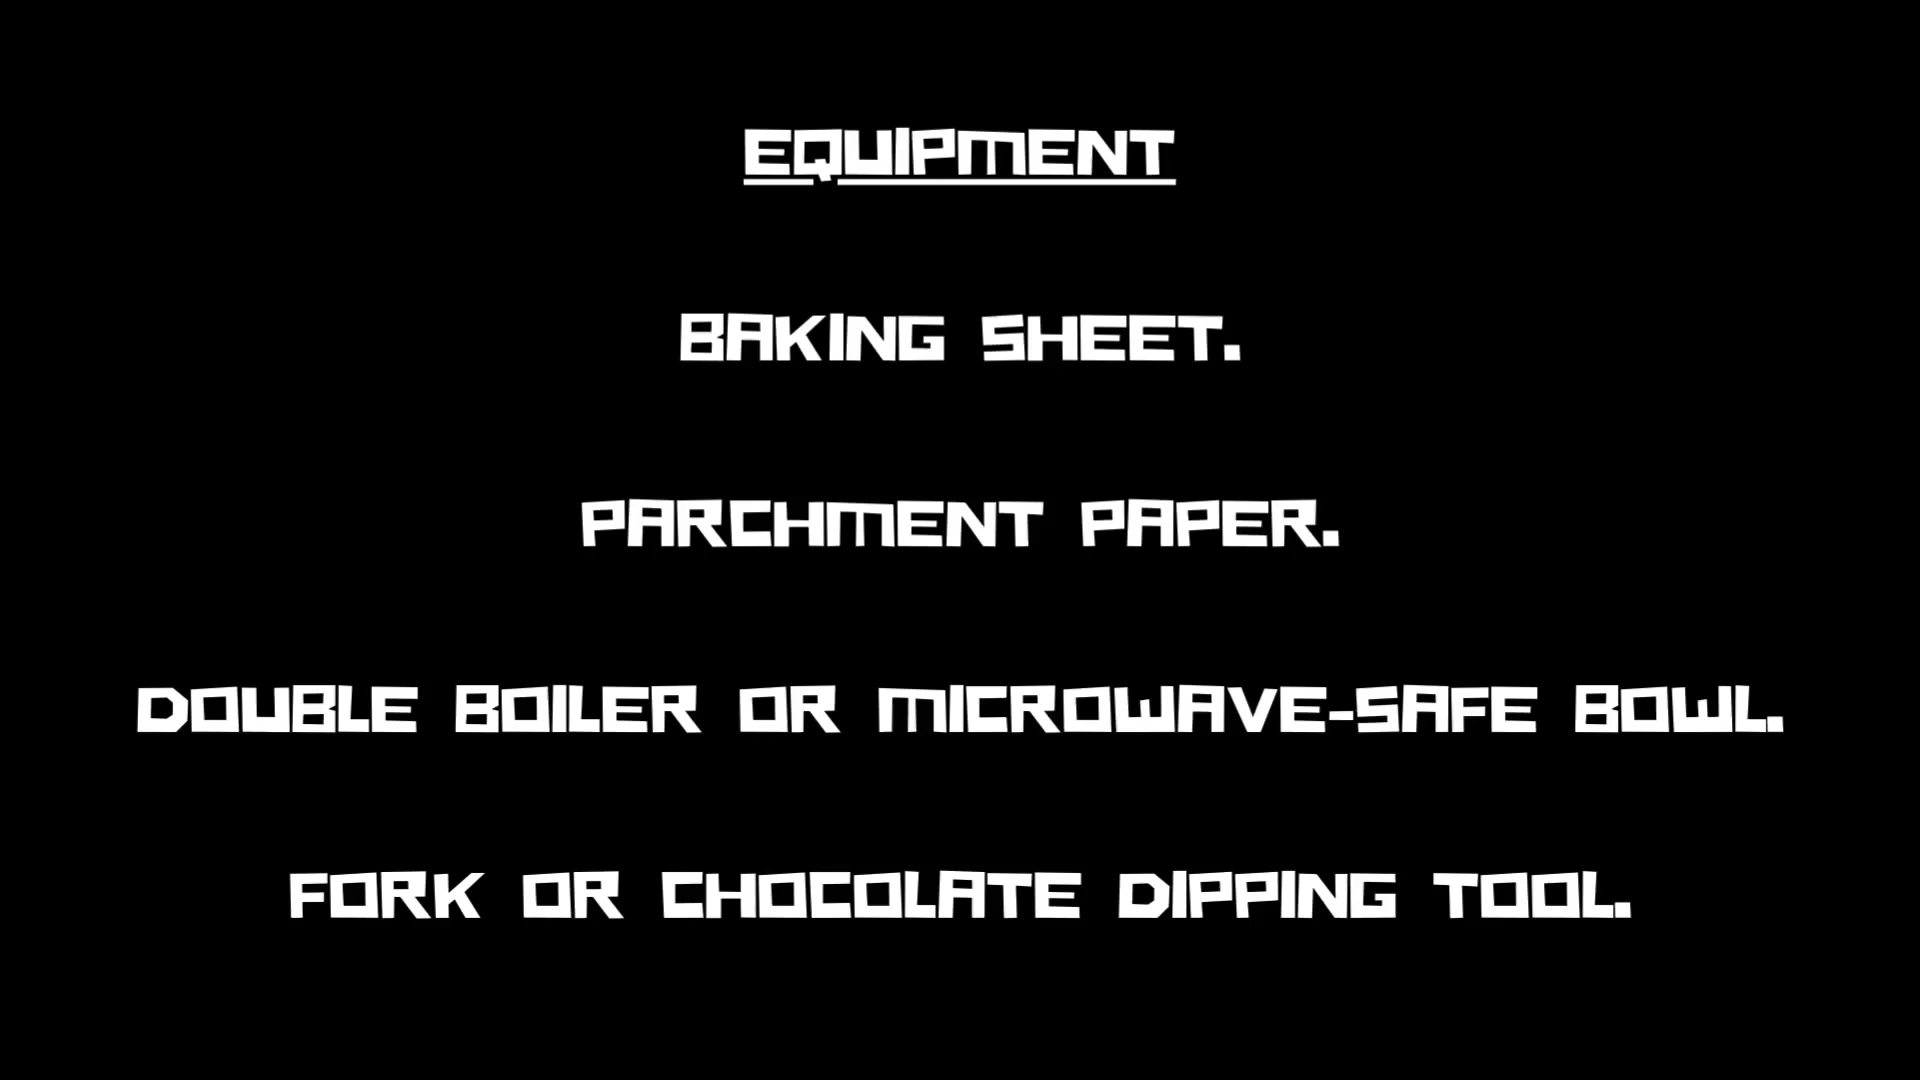 EQUIPMENT
BAKING SHEET.
PARCHMENT PAPER.
DOUBLE BOILER OR MICROWAVE-SAFE BOWL.
FORK OR CHOCOLATE DIPPING TOOL.